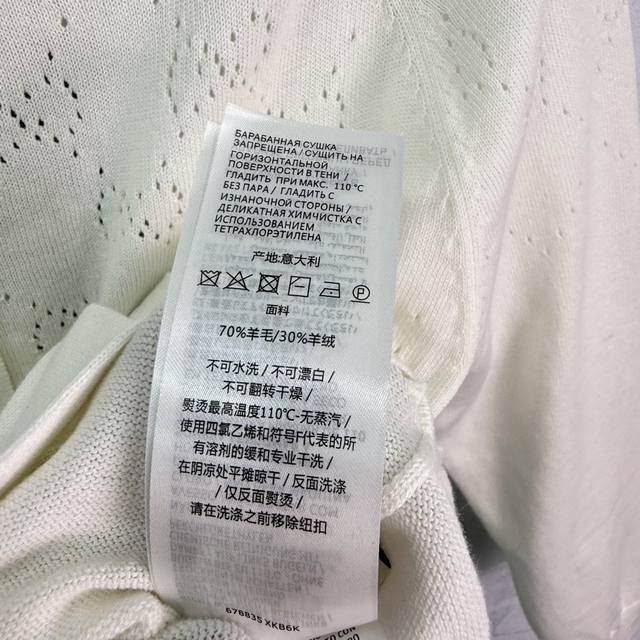 БАРАБАННАЯ СУШКА
ЗАПРЕЩЕНА / СУШИТЬ НА
ГОРИЗОНТАЛЬНОЙ
ПОВЕРХНОСТИ В ТЕНИ /
ГЛАДИТЬ ПРИ МАКС. 110 °C
БЕЗ ПАРА / ГЛАДИТЬ С
ИЗНАНОЧНОЙ СТОРОНЫ /
ДЕЛИКАТНАЯ ХИМЧИСТКА С
ИСПОЛЬЗОВАНИЕМ
ТЕТРАХЛОРЭТИЛЕНА
产地:意大利
面料
70%羊毛/30%羊绒
不可水洗/不可漂白/
不可翻转干燥/
熨烫最高温度110℃-无蒸汽/
使用四氯乙烯和符号F代表的所
有溶剂的缓和专业干洗/
在阴凉处平摊晾干/反面洗涤
/仅反面熨烫/
请在洗涤之前移除纽扣
678835 XKB6K